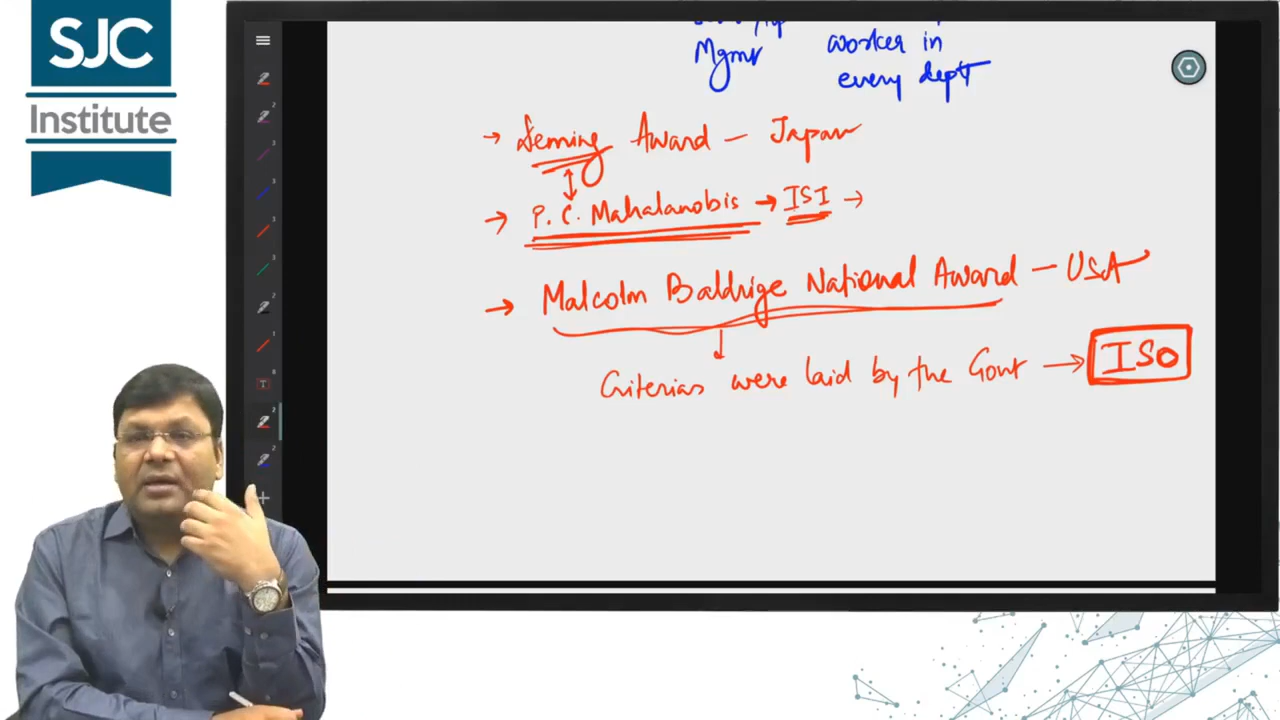 SJC
Institute
Mgmt worker in
every dept
→ Deming Award – Japan
→ P. C. Mahalanobis → ISI →
→ Malcolm Baldrige National Award – USA
Criterias were laid by the Govt → ISO